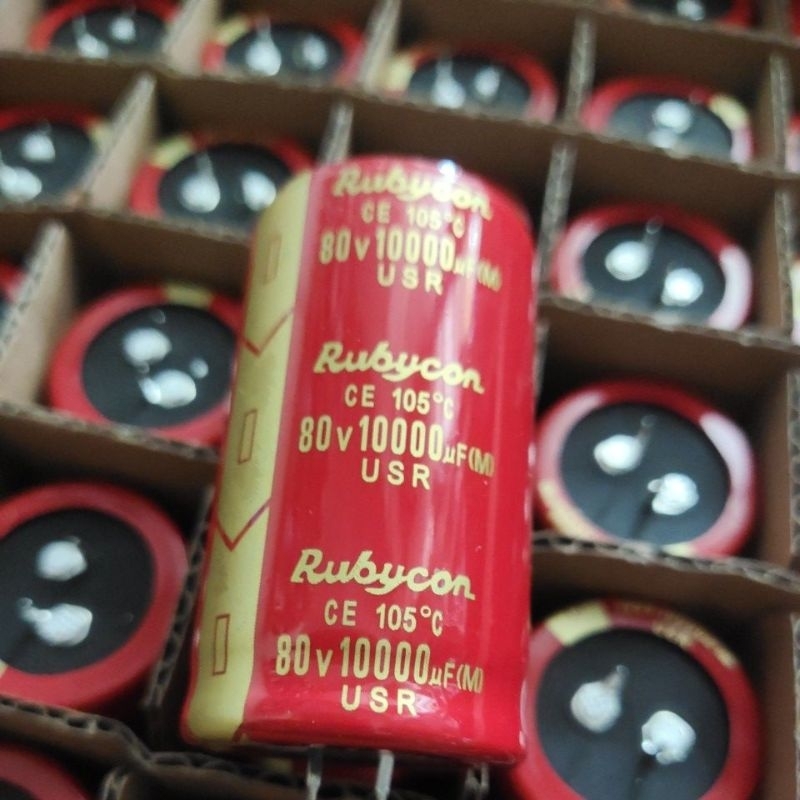 Rubycon
CE 105°C
80v10000µF(M)
USR
Rubycon
CE 105°C
80v10000µF(M)
USR
Rubycon
CE 105°C
80v10000µF(M)
USR